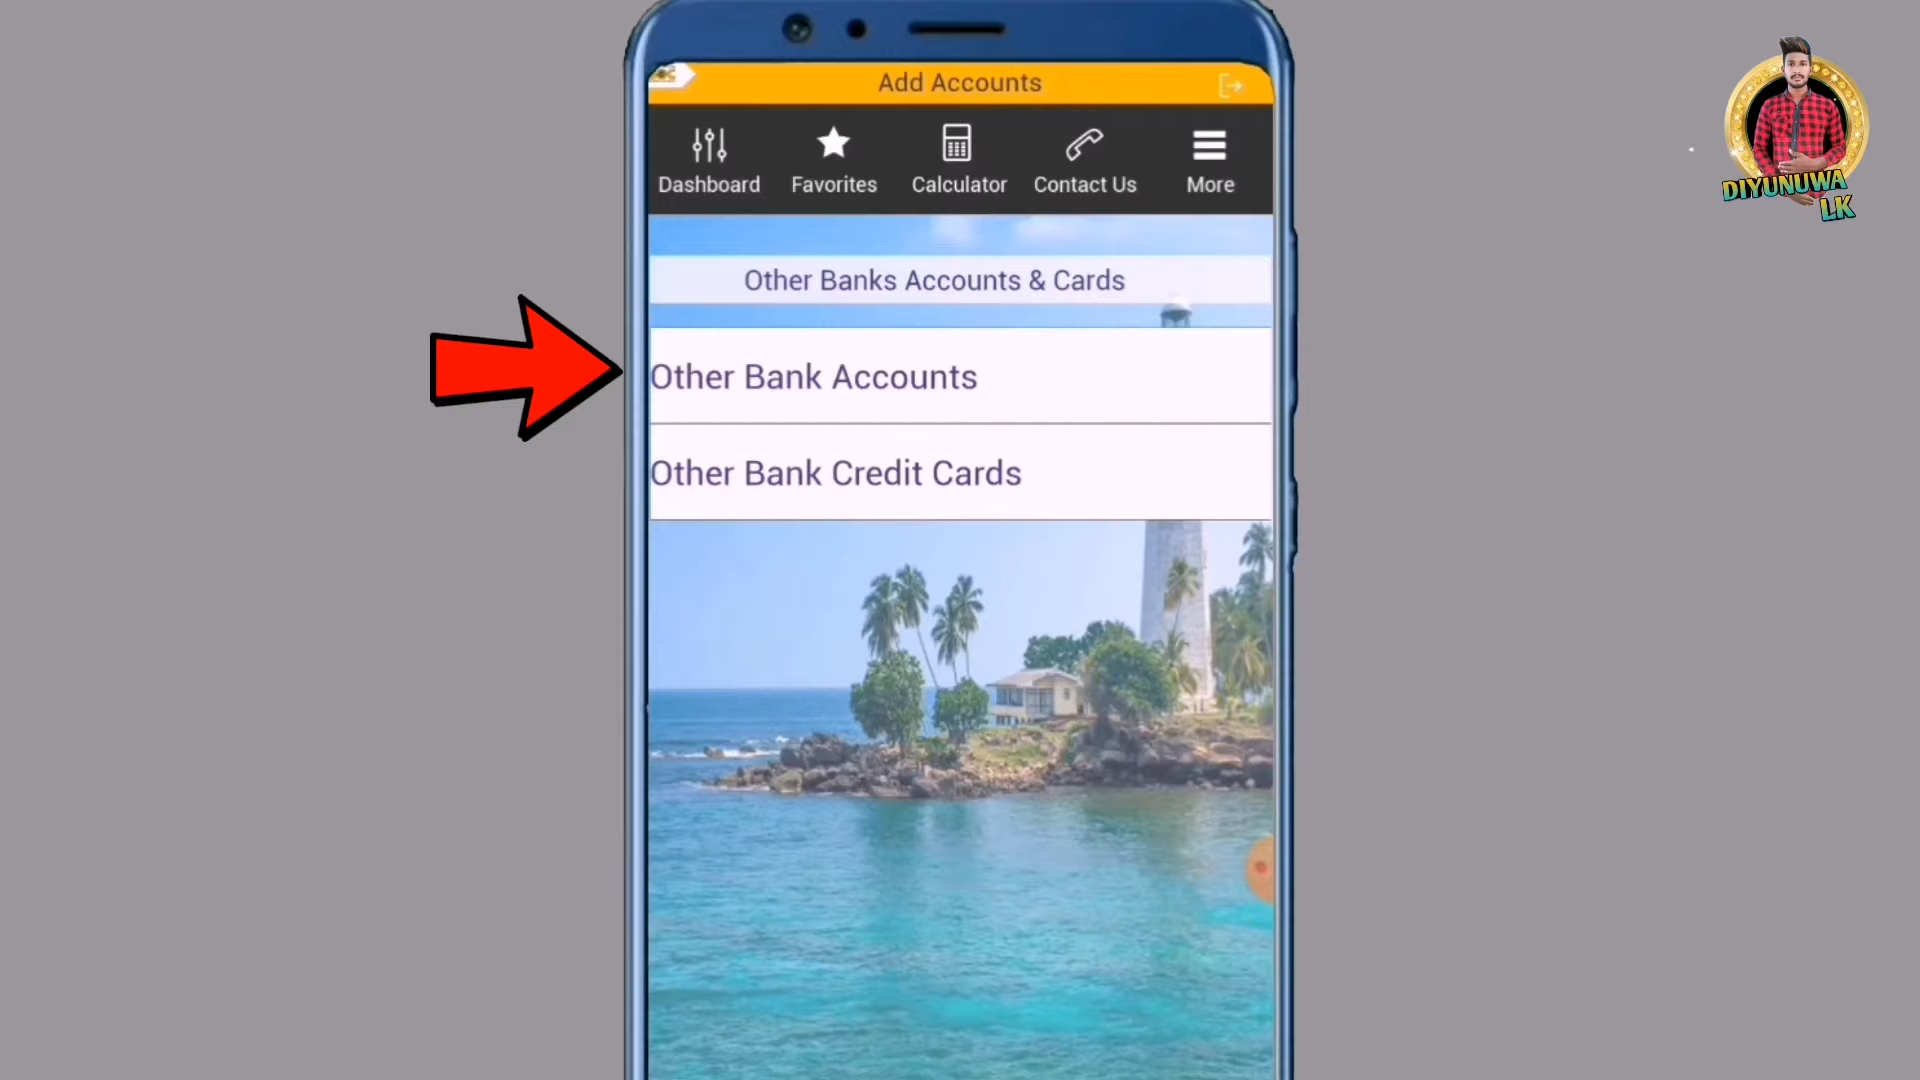 Add Accounts
Dashboard Favorites Calculator Contact Us More
Other Banks Accounts & Cards
Other Bank Accounts
Other Bank Credit Cards
DIYUNUWA
LK